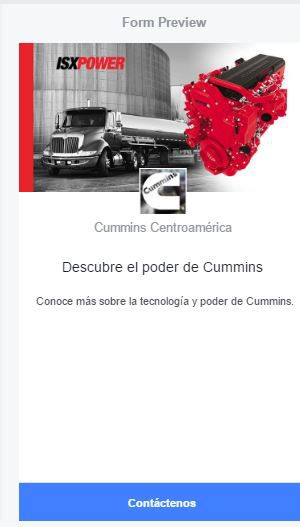 Form Preview
ISXPOWER
Cummins
Cummins Centroamérica
Descubre el poder de Cummins
Conoce más sobre la tecnología y poder de Cummins.
Contáctenos